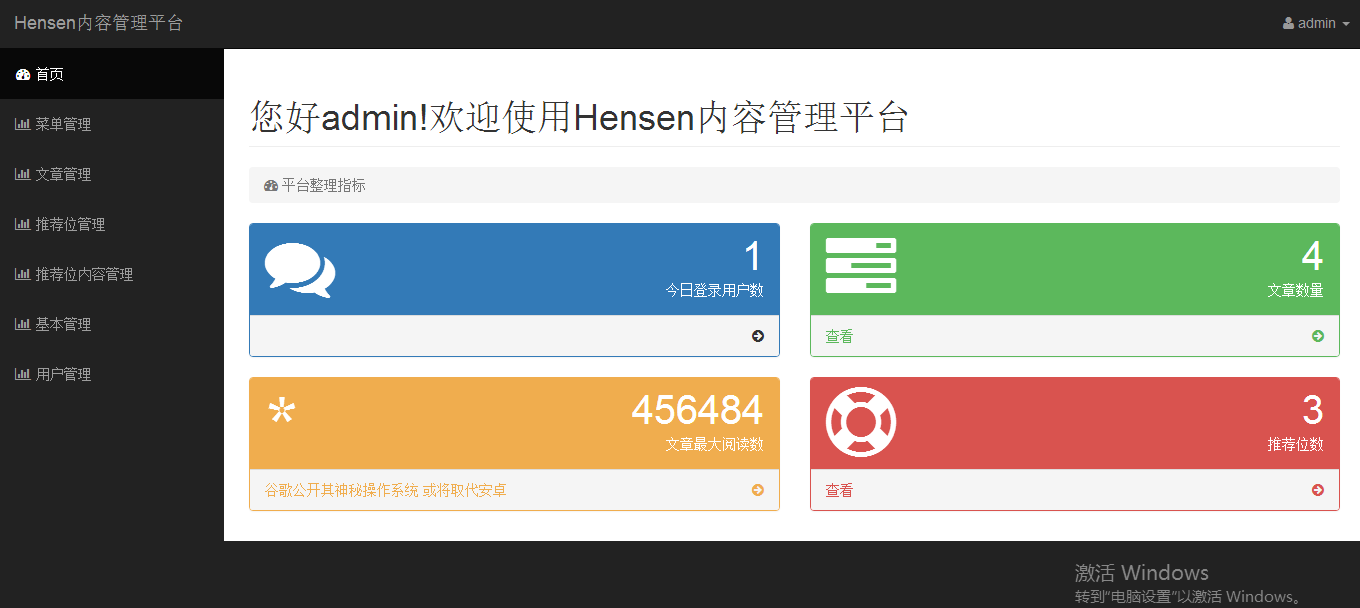 Hensen内容管理平台
admin
首页
菜单管理
文章管理
推荐位管理
推荐位内容管理
基本管理
用户管理
您好admin!欢迎使用Hensen内容管理平台
平台整理指标
1
今日登录用户数
4
文章数量
查看
456484
文章最大阅读数
谷歌公开其神秘操作系统 或将取代安卓
3
推荐位数
查看
激活 Windows
转到"电脑设置"以激活 Windows。